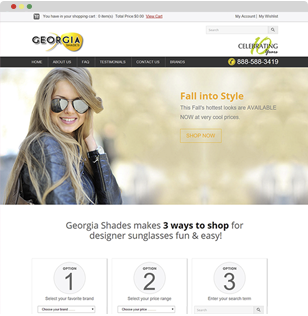 You have in your shopping cart: 0 item(s) Total Price $0.00 View Cart
My Account | My Wishlist
Search
GEORGIA
SHADES
CELEBRATING
10
Years
HOME
ABOUT US
FAQ
TESTIMONIALS
CONTACT US
BRANDS
888-588-3419
Fall into Style
This Fall's hottest looks are AVAILABLE
NOW at very cool prices.
SHOP NOW
Georgia Shades makes 3 ways to shop for
designer sunglasses fun & easy!
OPTION
1
Select your favorite brand
Choose your brand
OPTION
2
Select your price range
Choose your price
OPTION
3
Enter your search term
Search